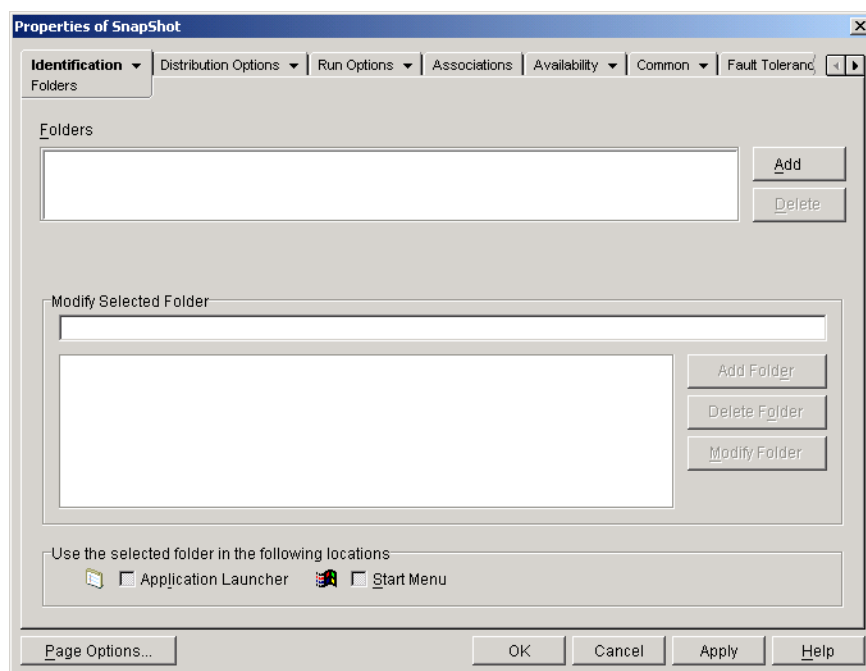 Properties of SnapShot
Identification Distribution Options Run Options Associations Availability Common Fault
Folders
Folders
Add
Delete
Modify Selected Folder
Add Folder
Delete Folder
Modify Folder
Use the selected folder in the following locations
Application Launcher Start Menu
Page Options... OK Cancel Apply Help